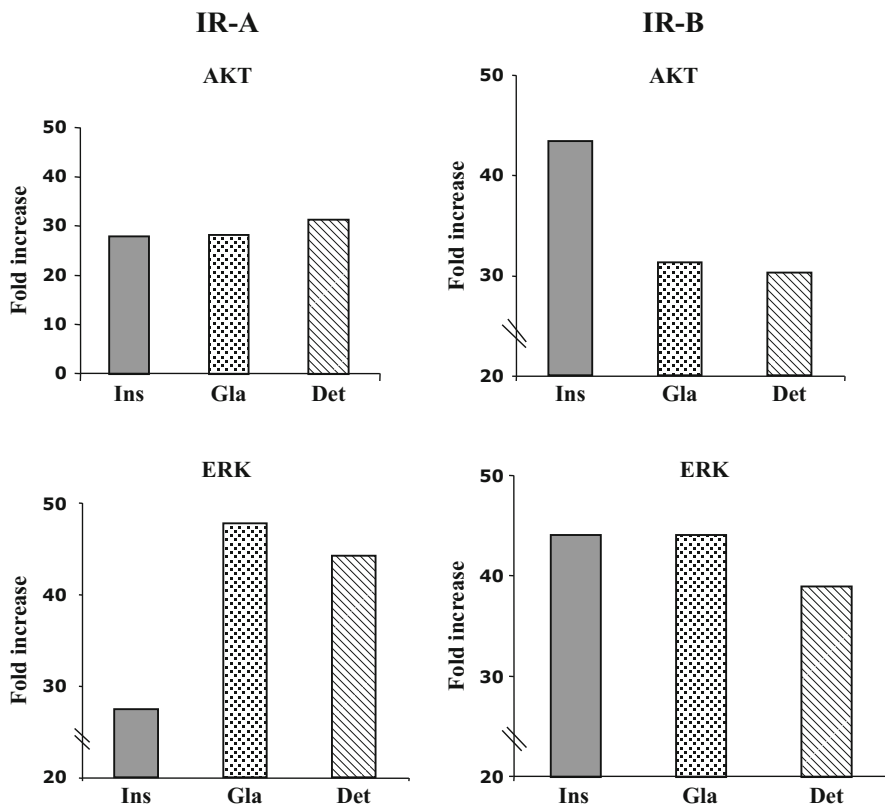 IR-A
IR-B
AKT
Fold increase
50
40
30
20
10
0
Ins Gla Det
AKT
Fold increase
50
40
30
20
Ins Gla Det
ERK
Fold increase
50
40
30
20
Ins Gla Det
ERK
Fold increase
50
40
30
20
Ins Gla Det